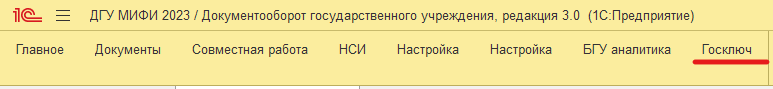 1С ДГУ МИФИ 2023 / Документооборот государственного учреждения, редакция 3.0 (1С:Предприятие)
Главное Документы Совместная работа НСИ Настройка Настройка БГУ аналитика Госключ